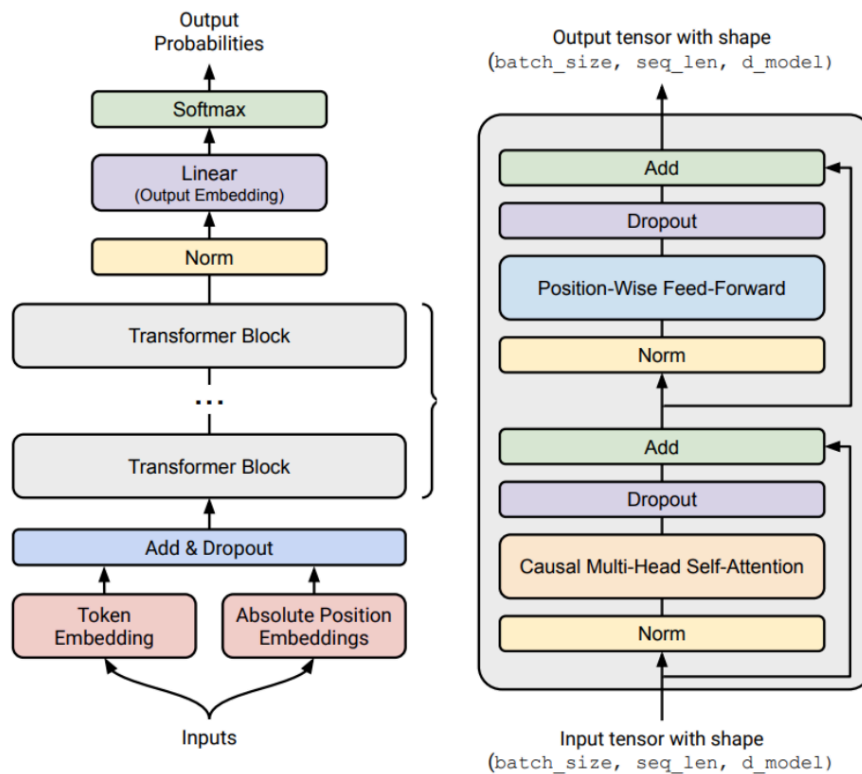 Output
Probabilities
Softmax
Linear
(Output Embedding)
Norm
Transformer Block
...
Transformer Block
Add & Dropout
Token
Embedding
Absolute Position
Embeddings
Inputs
Output tensor with shape
(batch_size, seq_len, d_model)
Add
Dropout
Position-Wise Feed-Forward
Norm
Add
Dropout
Causal Multi-Head Self-Attention
Norm
Input tensor with shape
(batch_size, seq_len, d_model)